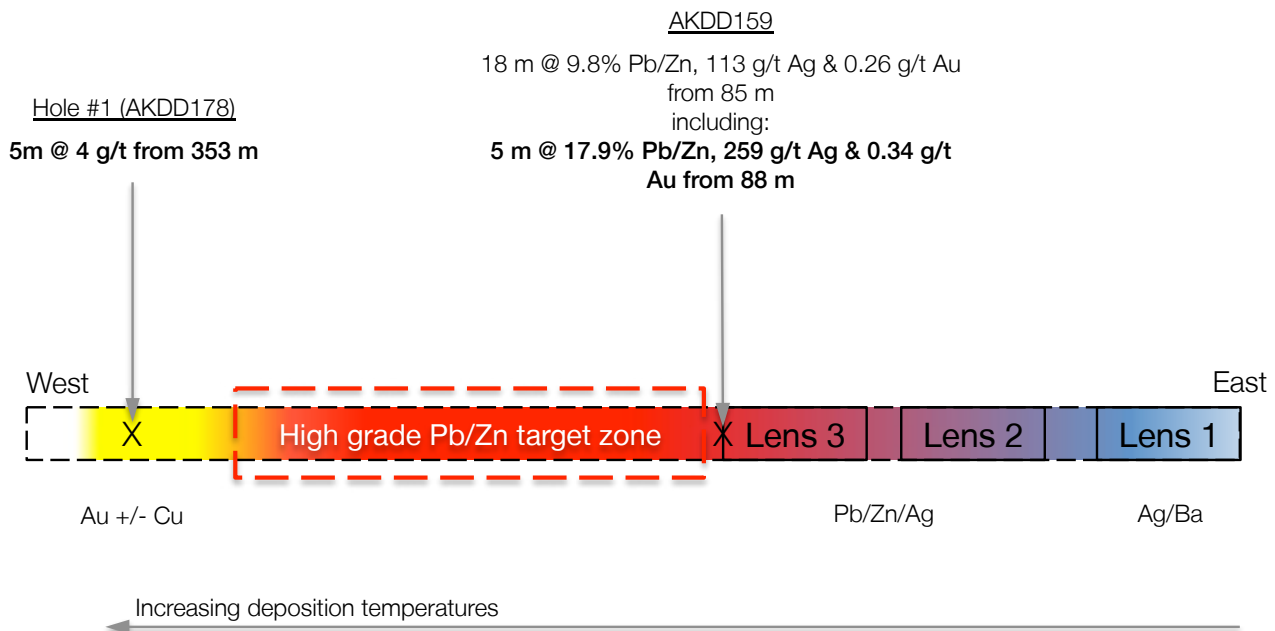 AKDD159
18 m @ 9.8% Pb/Zn, 113 g/t Ag & 0.26 g/t Au
from 85 m
including:
5 m @ 17.9% Pb/Zn, 259 g/t Ag & 0.34 g/t
Au from 88 m
Hole #1 (AKDD178)
5m @ 4 g/t from 353 m
West
East
X
High grade Pb/Zn target zone
X
Lens 3
Lens 2
Lens 1
Au +/- Cu
Pb/Zn/Ag
Ag/Ba
Increasing deposition temperatures